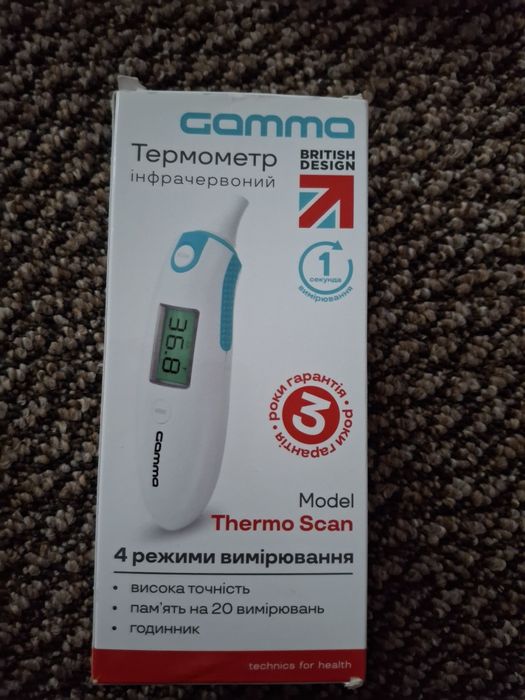 GAMMA
Термометр
інфрачервоний
BRITISH
DESIGN
1
секунда
вимірювання
36.8
роки гарантія • роки гарантія •
3
GAMMA
Model
Thermo Scan
4 режими вимірювання
• висока точність
• пам'ять на 20 вимірювань
• годинник
technics for health